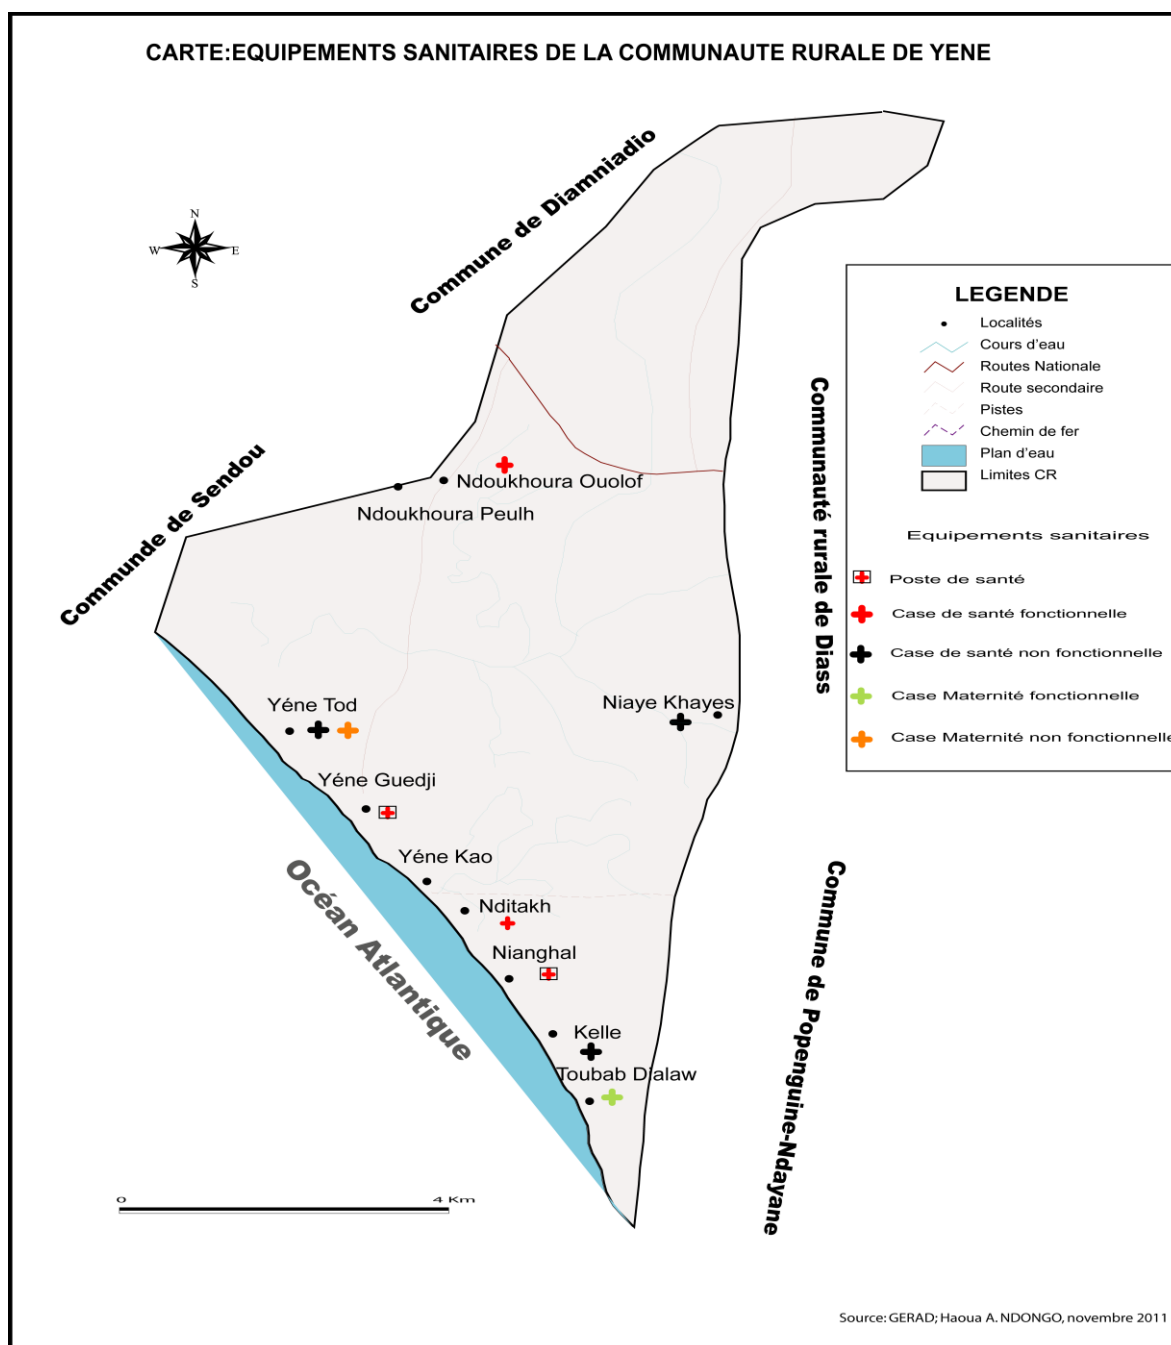 CARTE:EQUIPEMENTS SANITAIRES DE LA COMMUNAUTE RURALE DE YENE
Commune de Diamniadio
N
W
E
S
LEGENDE
Localités
Cours d'eau
Routes Nationale
Route secondaire
Pistes
Chemin de fer
Plan d'eau
Limites CR
Equipements sanitaires
Poste de santé
Case de santé fonctionnelle
Case de santé non fonctionnelle
Case Maternité fonctionnelle
Case Maternité non fonctionnelle
Communde de Sendou
Communauté rurale de Diass
Ndoukhoura Ouolof
Ndoukhoura Peulh
Yéne Tod
Niaye Khayes
Yéne Guedji
Yéne Kao
Nditakh
Nianghal
Kelle
Toubab Dialaw
Océan Atlantique
Commune de Popenguine-Ndayane
0
4 Km
Source: GERAD; Haoua A. NDONGO, novembre 2011